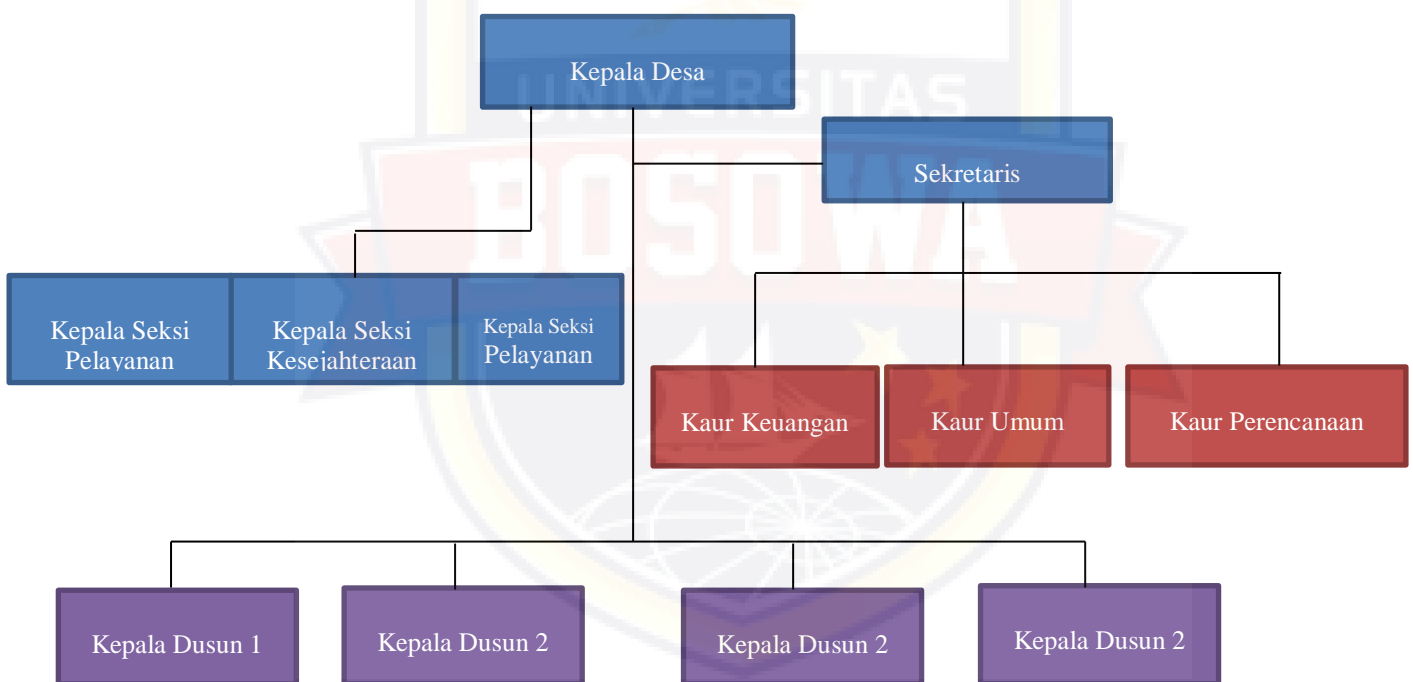 UNIVERSITAS
BOSOWA
Kepala Desa
Sekretaris
Kepala Seksi
Pelayanan
Kepala Seksi
Kesejahteraan
Kepala Seksi
Pelayanan
Kaur Keuangan
Kaur Umum
Kaur Perencanaan
Kepala Dusun 1
Kepala Dusun 2
Kepala Dusun 2
Kepala Dusun 2